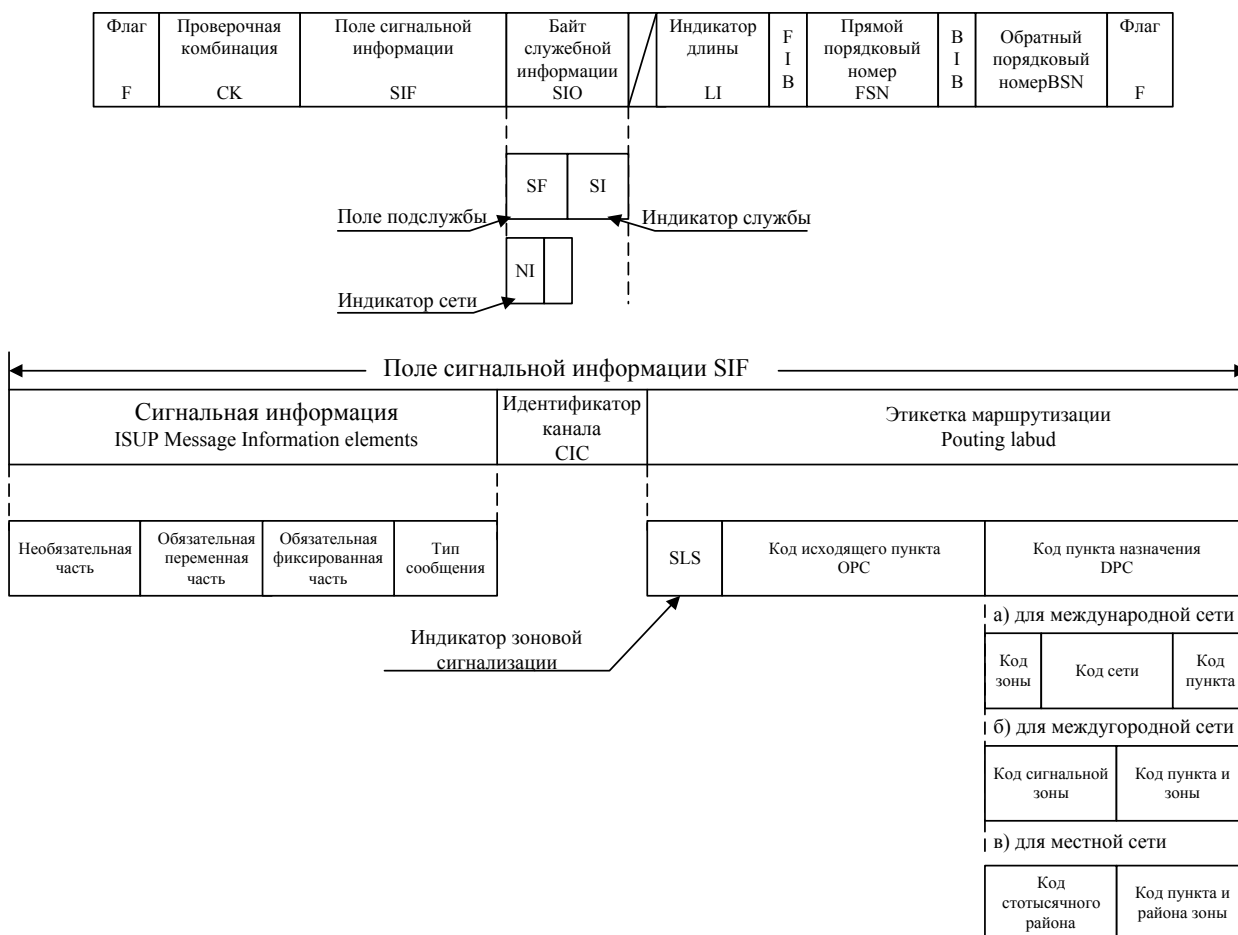 Флаг
F
Проверочная
комбинация
CK
Поле сигнальной
информации
SIF
Байт
служебной
информации
SIO
Индикатор
длины
LI
F
I
B
Прямой
порядковый
номер
FSN
B
I
B
Обратный
порядковый
номерBSN
Флаг
F
SF
SI
Поле подслужбы
Индикатор службы
NI
Индикатор сети
Поле сигнальной информации SIF
Сигнальная информация
ISUP Message Information elements
Идентификатор
канала
CIC
Этикетка маршрутизации
Pouting labud
Необязательная
часть
Обязательная
переменная
часть
Обязательная
фиксированная
часть
Тип
сообщения
SLS
Код исходящего пункта
OPC
Код пункта назначения
DPC
Индикатор зоновой
сигнализации
а) для международной сети
Код
зоны
Код сети
Код
пункта
б) для междугородной сети
Код сигнальной
зоны
Код пункта и
зоны
в) для местной сети
Код
стотысячного
района
Код пункта и
района зоны